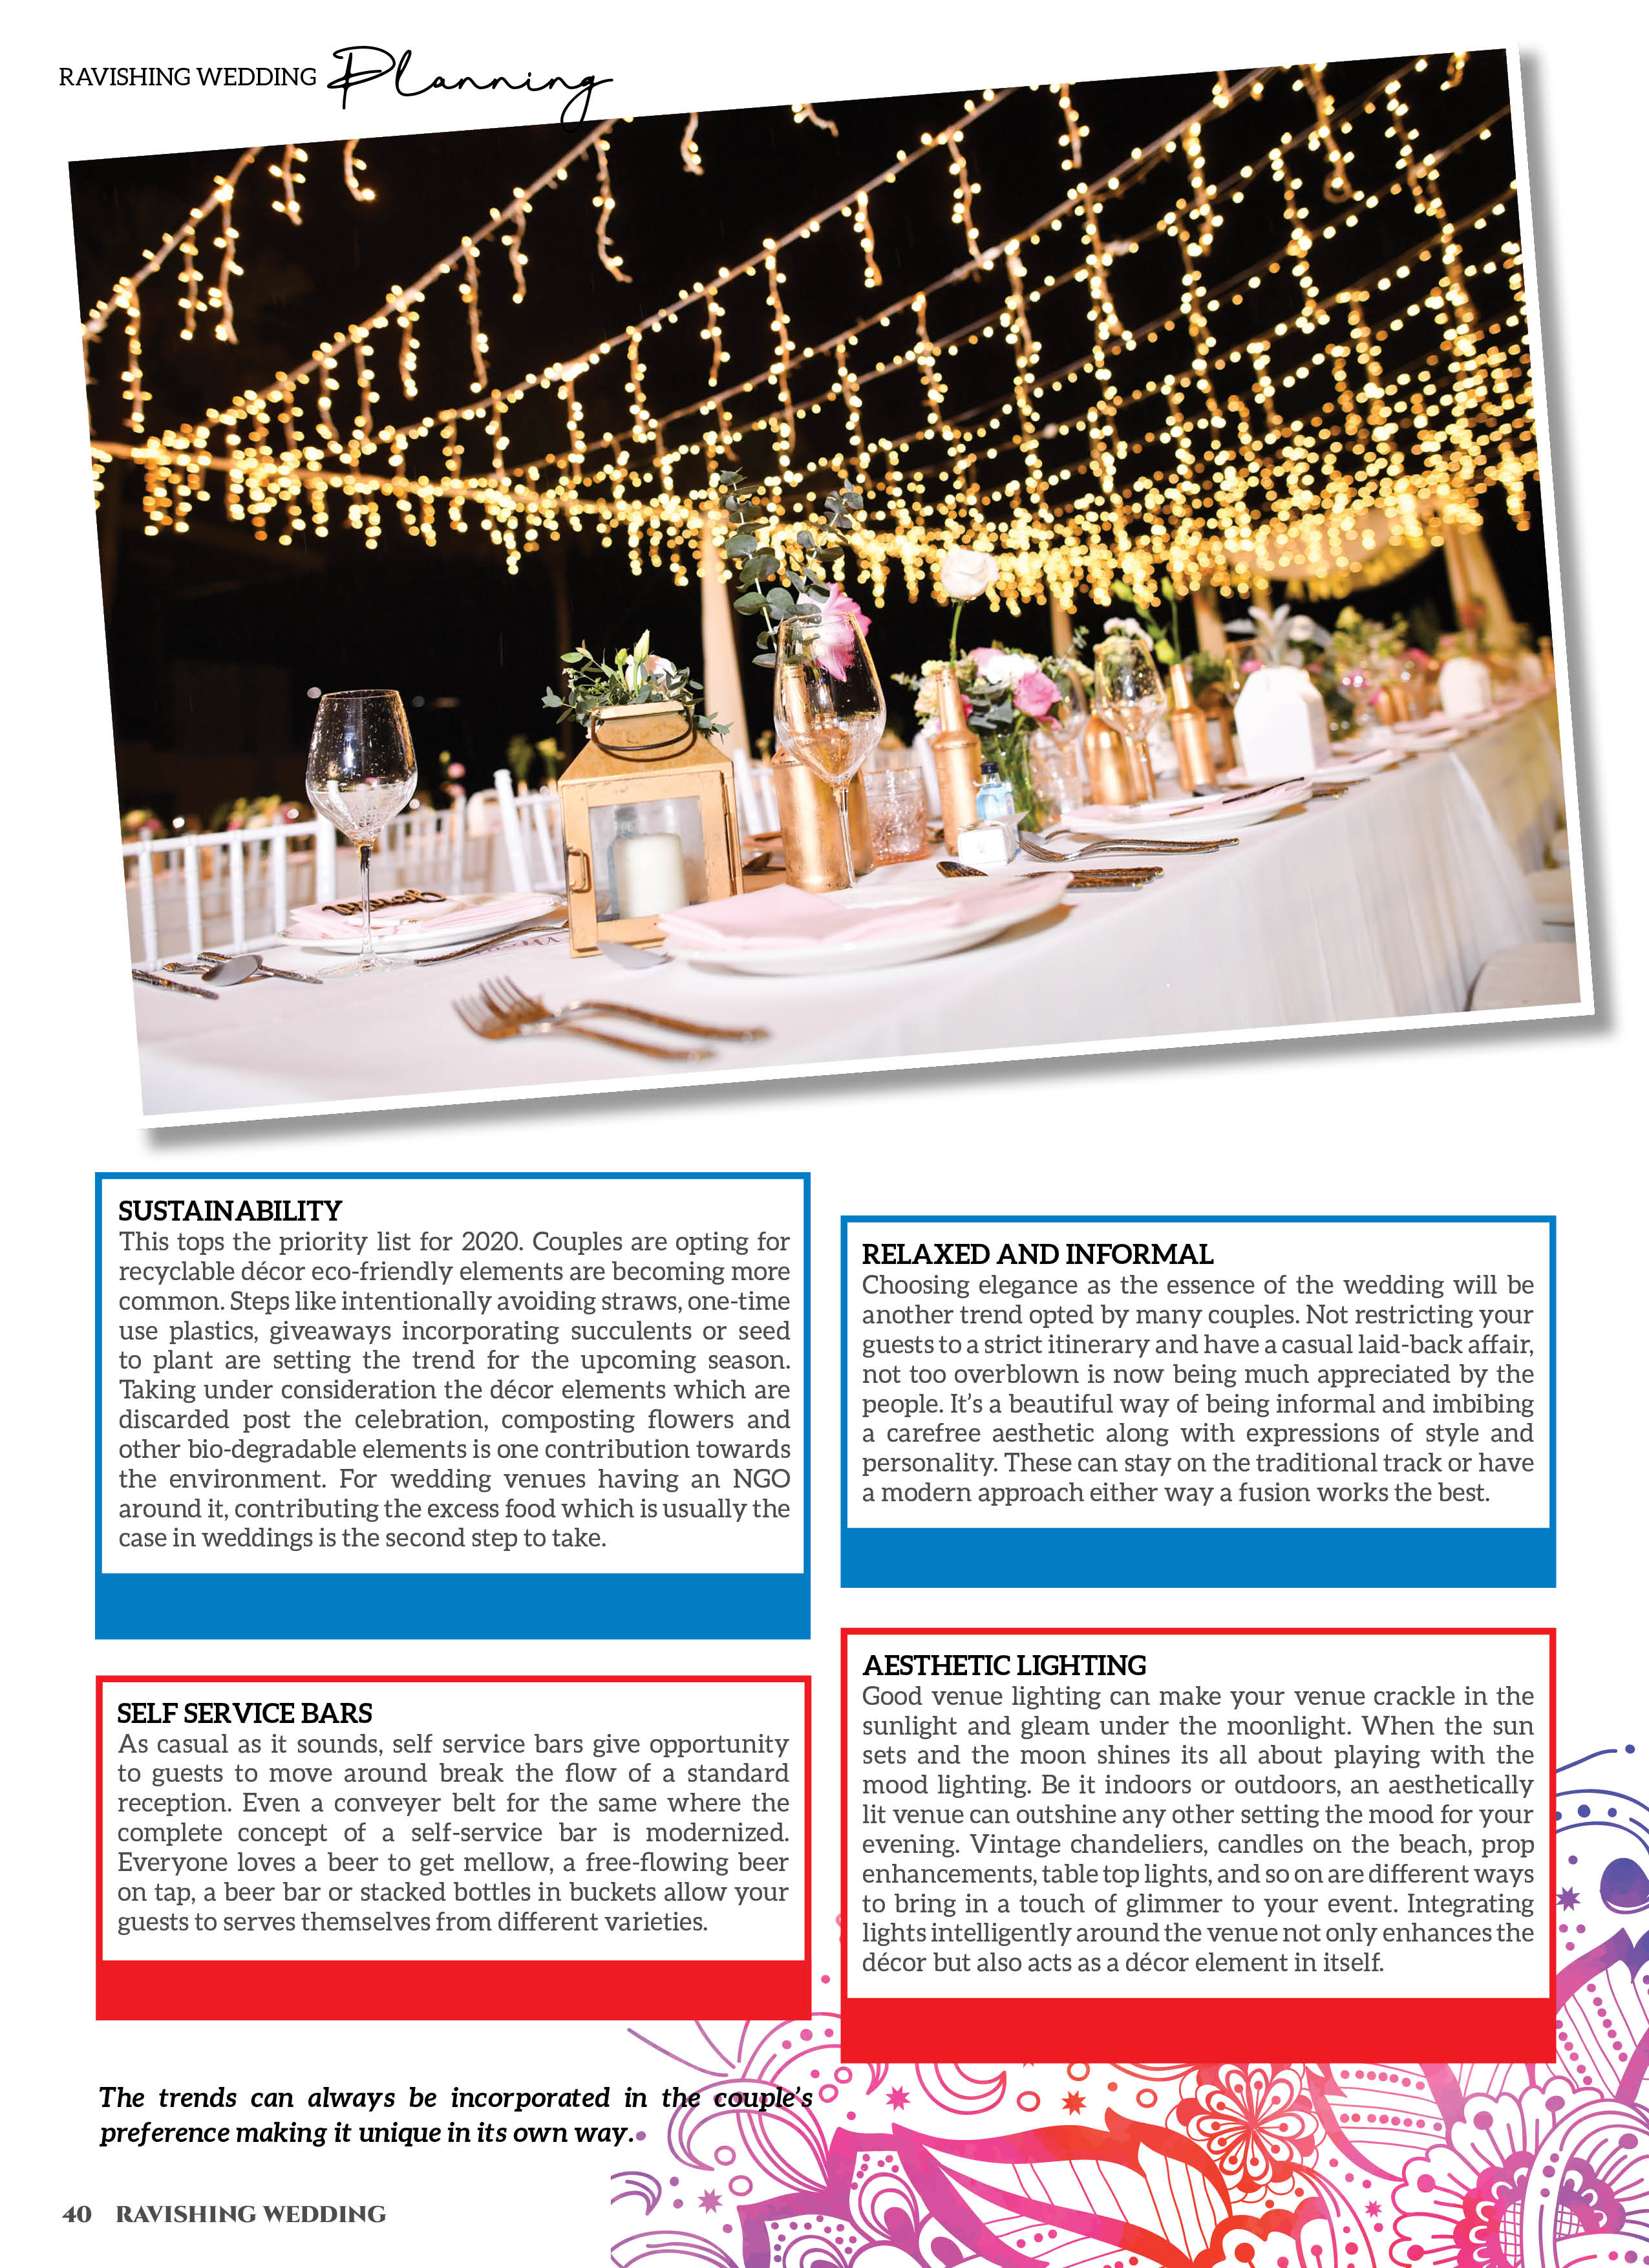 RAVISHING WEDDING Planning
SUSTAINABILITY
This tops the priority list for 2020. Couples are opting for
recyclable décor eco-friendly elements are becoming more
common. Steps like intentionally avoiding straws, one-time
use plastics, giveaways incorporating succulents or seed
to plant are setting the trend for the upcoming season.
Taking under consideration the décor elements which are
discarded post the celebration, composting flowers and
other bio-degradable elements is one contribution towards
the environment. For wedding venues having an NGO
around it, contributing the excess food which is usually the
case in weddings is the second step to take.
SELF SERVICE BARS
As casual as it sounds, self service bars give opportunity
to guests to move around break the flow of a standard
reception. Even a conveyer belt for the same where the
complete concept of a self-service bar is modernized.
Everyone loves a beer to get mellow, a free-flowing beer
on tap, a beer bar or stacked bottles in buckets allow your
guests to serves themselves from different varieties.
RELAXED AND INFORMAL
Choosing elegance as the essence of the wedding will be
another trend opted by many couples. Not restricting your
guests to a strict itinerary and have a casual laid-back affair,
not too overblown is now being much appreciated by the
people. It's a beautiful way of being informal and imbibing
a carefree aesthetic along with expressions of style and
personality. These can stay on the traditional track or have
a modern approach either way a fusion works the best.
AESTHETIC LIGHTING
Good venue lighting can make your venue crackle in the
sunlight and gleam under the moonlight. When the sun
sets and the moon shines its all about playing with the
mood lighting. Be it indoors or outdoors, an aesthetically
lit venue can outshine any other setting the mood for your
evening. Vintage chandeliers, candles on the beach, prop
enhancements, table top lights, and so on are different ways
to bring in a touch of glimmer to your event. Integrating
lights intelligently around the venue not only enhances the
décor but also acts as a décor element in itself.
The trends can always be incorporated in the couple's
preference making it unique in its own way.
40 RAVISHING WEDDING